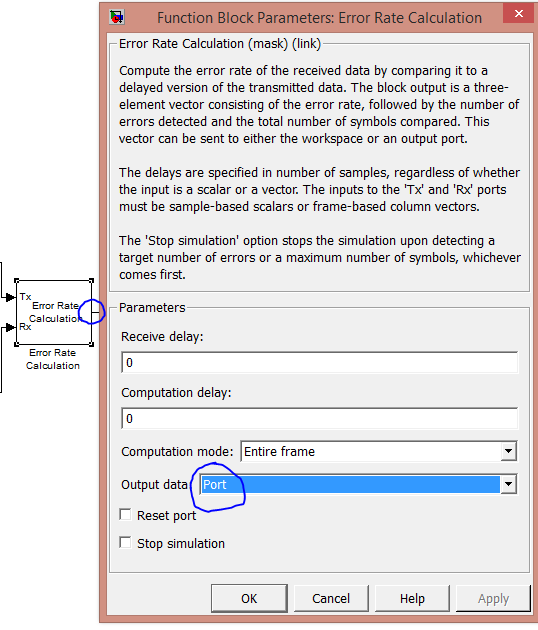 Function Block Parameters: Error Rate Calculation
Error Rate Calculation (mask) (link)
Compute the error rate of the received data by comparing it to a
delayed version of the transmitted data. The block output is a three-
element vector consisting of the error rate, followed by the number of
errors detected and the total number of symbols compared. This
vector can be sent to either the workspace or an output port.
The delays are specified in number of samples, regardless of whether
the input is a scalar or a vector. The inputs to the 'Tx' and 'Rx' ports
must be sample-based scalars or frame-based column vectors.
The 'Stop simulation' option stops the simulation upon detecting a
target number of errors or a maximum number of symbols, whichever
comes first.
Tx
Error Rate
Calculation
Rx
Error Rate
Calculation
Parameters
Receive delay:
0
Computation delay:
0
Computation mode: Entire frame
Output data: Port
Reset port
Stop simulation
OK Cancel Help Apply